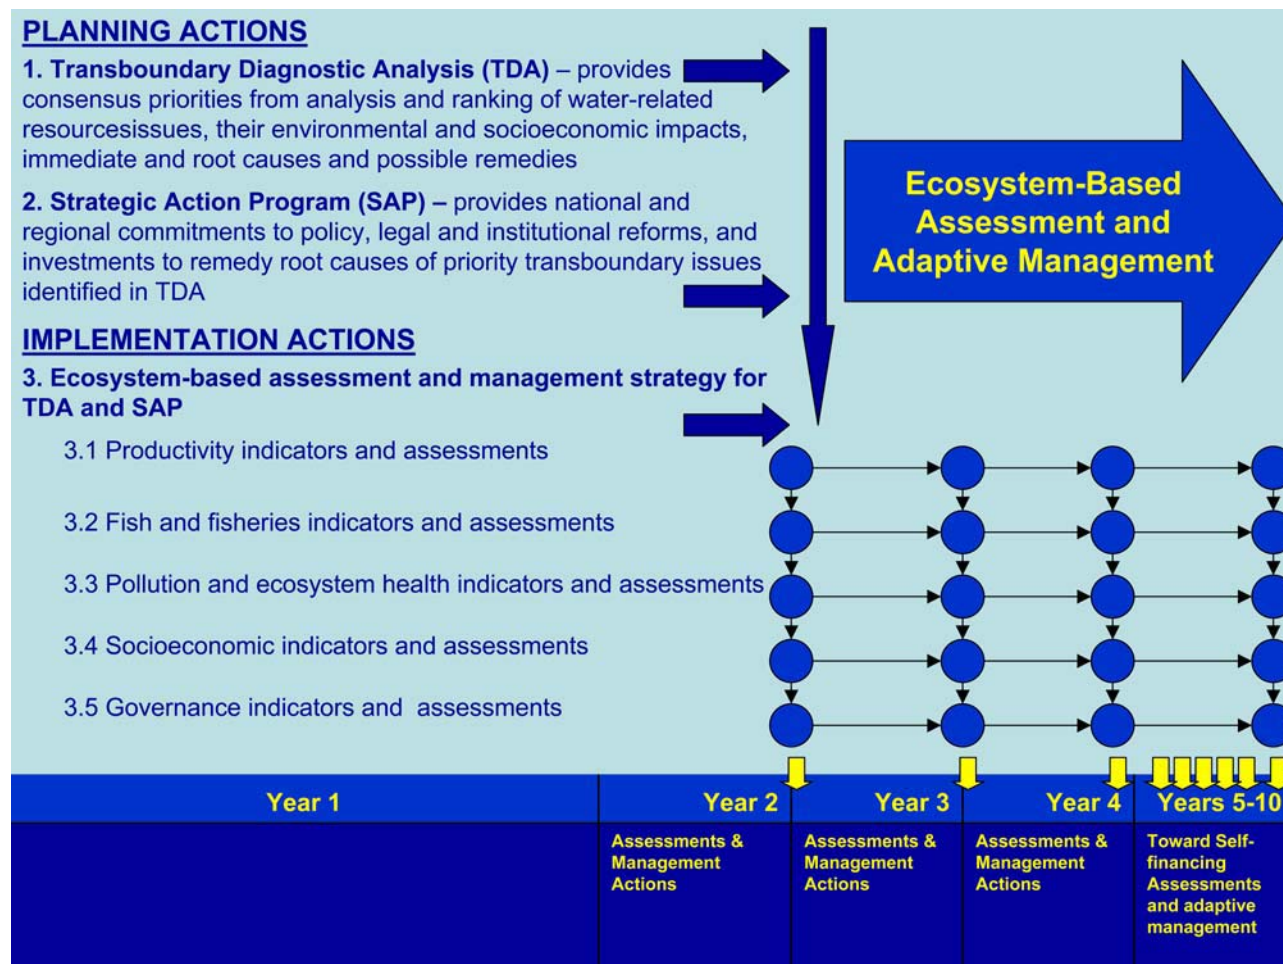 PLANNING ACTIONS
1. Transboundary Diagnostic Analysis (TDA) – provides
consensus priorities from analysis and ranking of water-related
resourcesissues, their environmental and socioeconomic impacts,
immediate and root causes and possible remedies
2. Strategic Action Program (SAP) – provides national and
regional commitments to policy, legal and institutional reforms, and
investments to remedy root causes of priority transboundary issues
identified in TDA
Ecosystem-Based
Assessment and
Adaptive Management
IMPLEMENTATION ACTIONS
3. Ecosystem-based assessment and management strategy for
TDA and SAP
3.1 Productivity indicators and assessments
3.2 Fish and fisheries indicators and assessments
3.3 Pollution and ecosystem health indicators and assessments
3.4 Socioeconomic indicators and assessments
3.5 Governance indicators and  assessments
Year 1
Year 2
Year 3
Year 4
Years 5-10
Assessments &
Management
Actions
Assessments &
Management
Actions
Assessments &
Management
Actions
Toward Self-
financing
Assessments
and adaptive
management